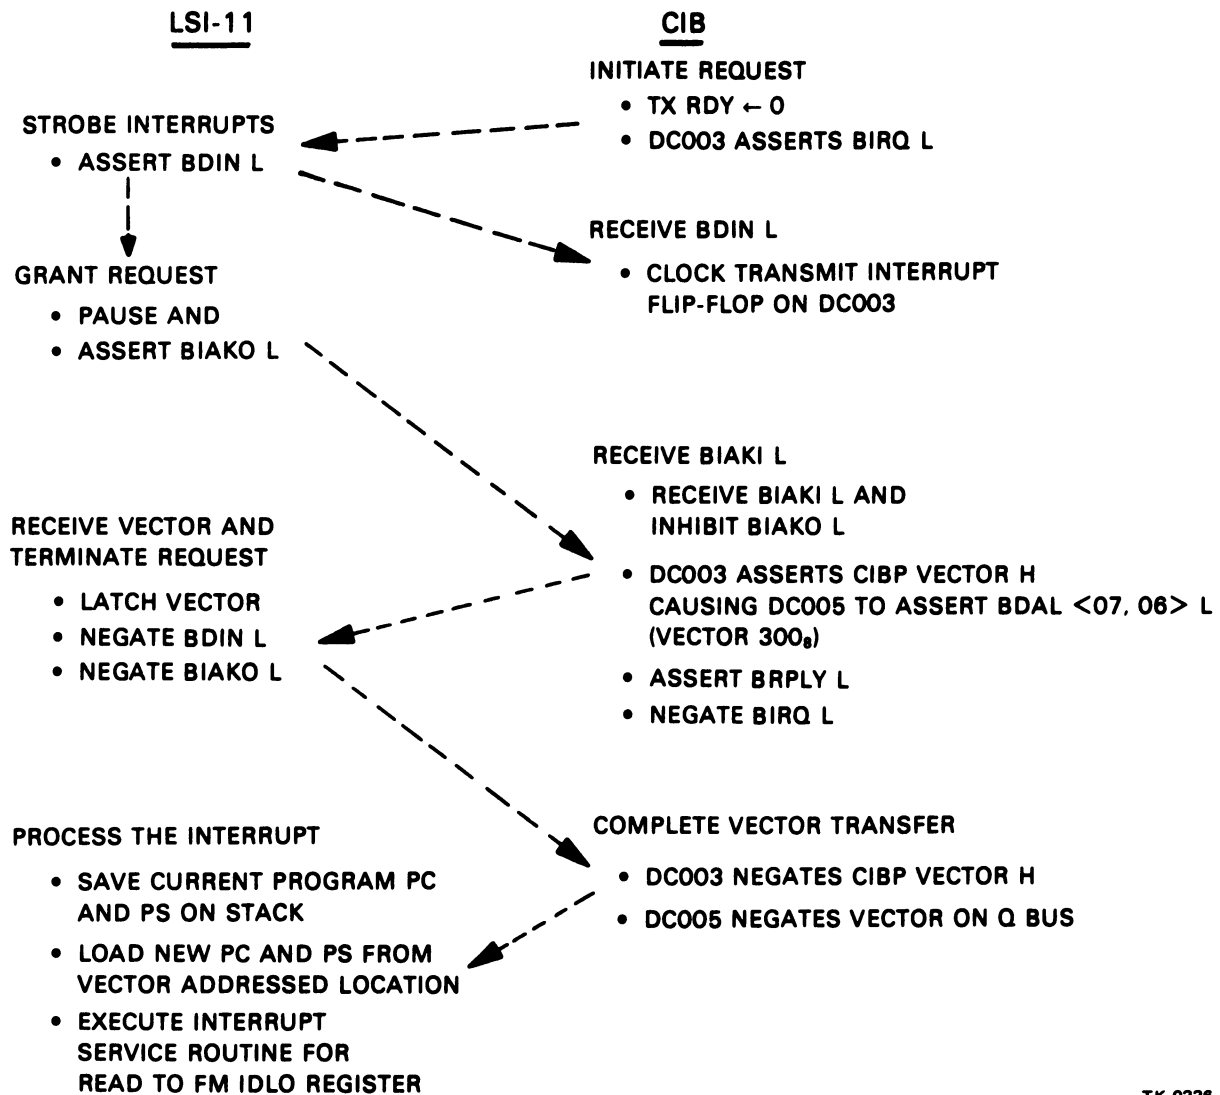 LSI-11
CIB
INITIATE REQUEST
• TX RDY ← 0
• DC003 ASSERTS BIRQ L
STROBE INTERRUPTS
• ASSERT BDIN L
RECEIVE BDIN L
• CLOCK TRANSMIT INTERRUPT
FLIP-FLOP ON DC003
GRANT REQUEST
• PAUSE AND
• ASSERT BIAKO L
RECEIVE BIAKI L
• RECEIVE BIAKI L AND
INHIBIT BIAKO L
• DC003 ASSERTS CIBP VECTOR H
CAUSING DC005 TO ASSERT BDAL <07, 06> L
(VECTOR 300₈)
• ASSERT BRPLY L
• NEGATE BIRQ L
RECEIVE VECTOR AND
TERMINATE REQUEST
• LATCH VECTOR
• NEGATE BDIN L
• NEGATE BIAKO L
COMPLETE VECTOR TRANSFER
• DC003 NEGATES CIBP VECTOR H
• DC005 NEGATES VECTOR ON Q BUS
PROCESS THE INTERRUPT
• SAVE CURRENT PROGRAM PC
AND PS ON STACK
• LOAD NEW PC AND PS FROM
VECTOR ADDRESSED LOCATION
• EXECUTE INTERRUPT
SERVICE ROUTINE FOR
READ TO FM IDLO REGISTER